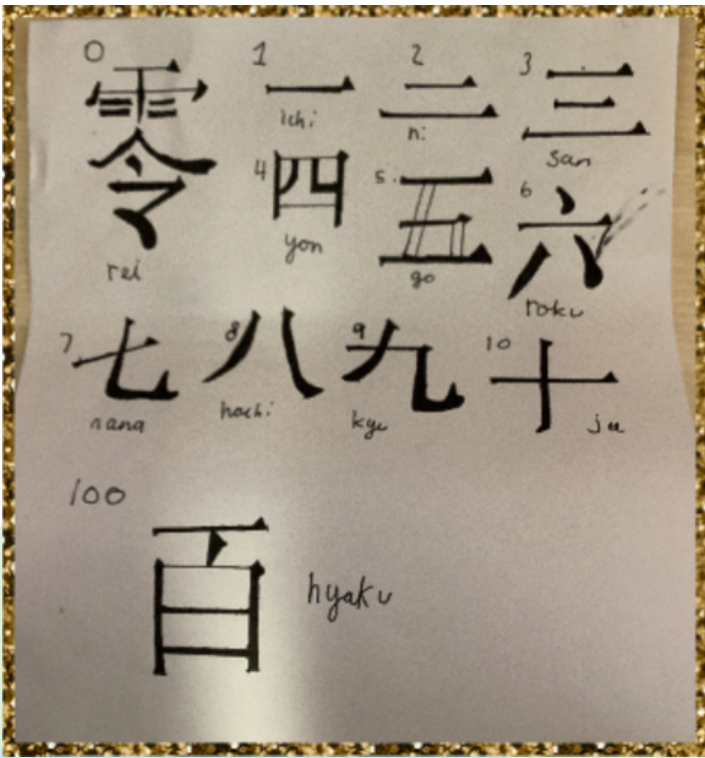 0 1 2 3
零 一 二 三
rei ichi ni san
4 5. 6
四 五 六
yon go roku
7 8 9 10
七 八 九 十
nana hachi kyu ju
100
百 hyaku